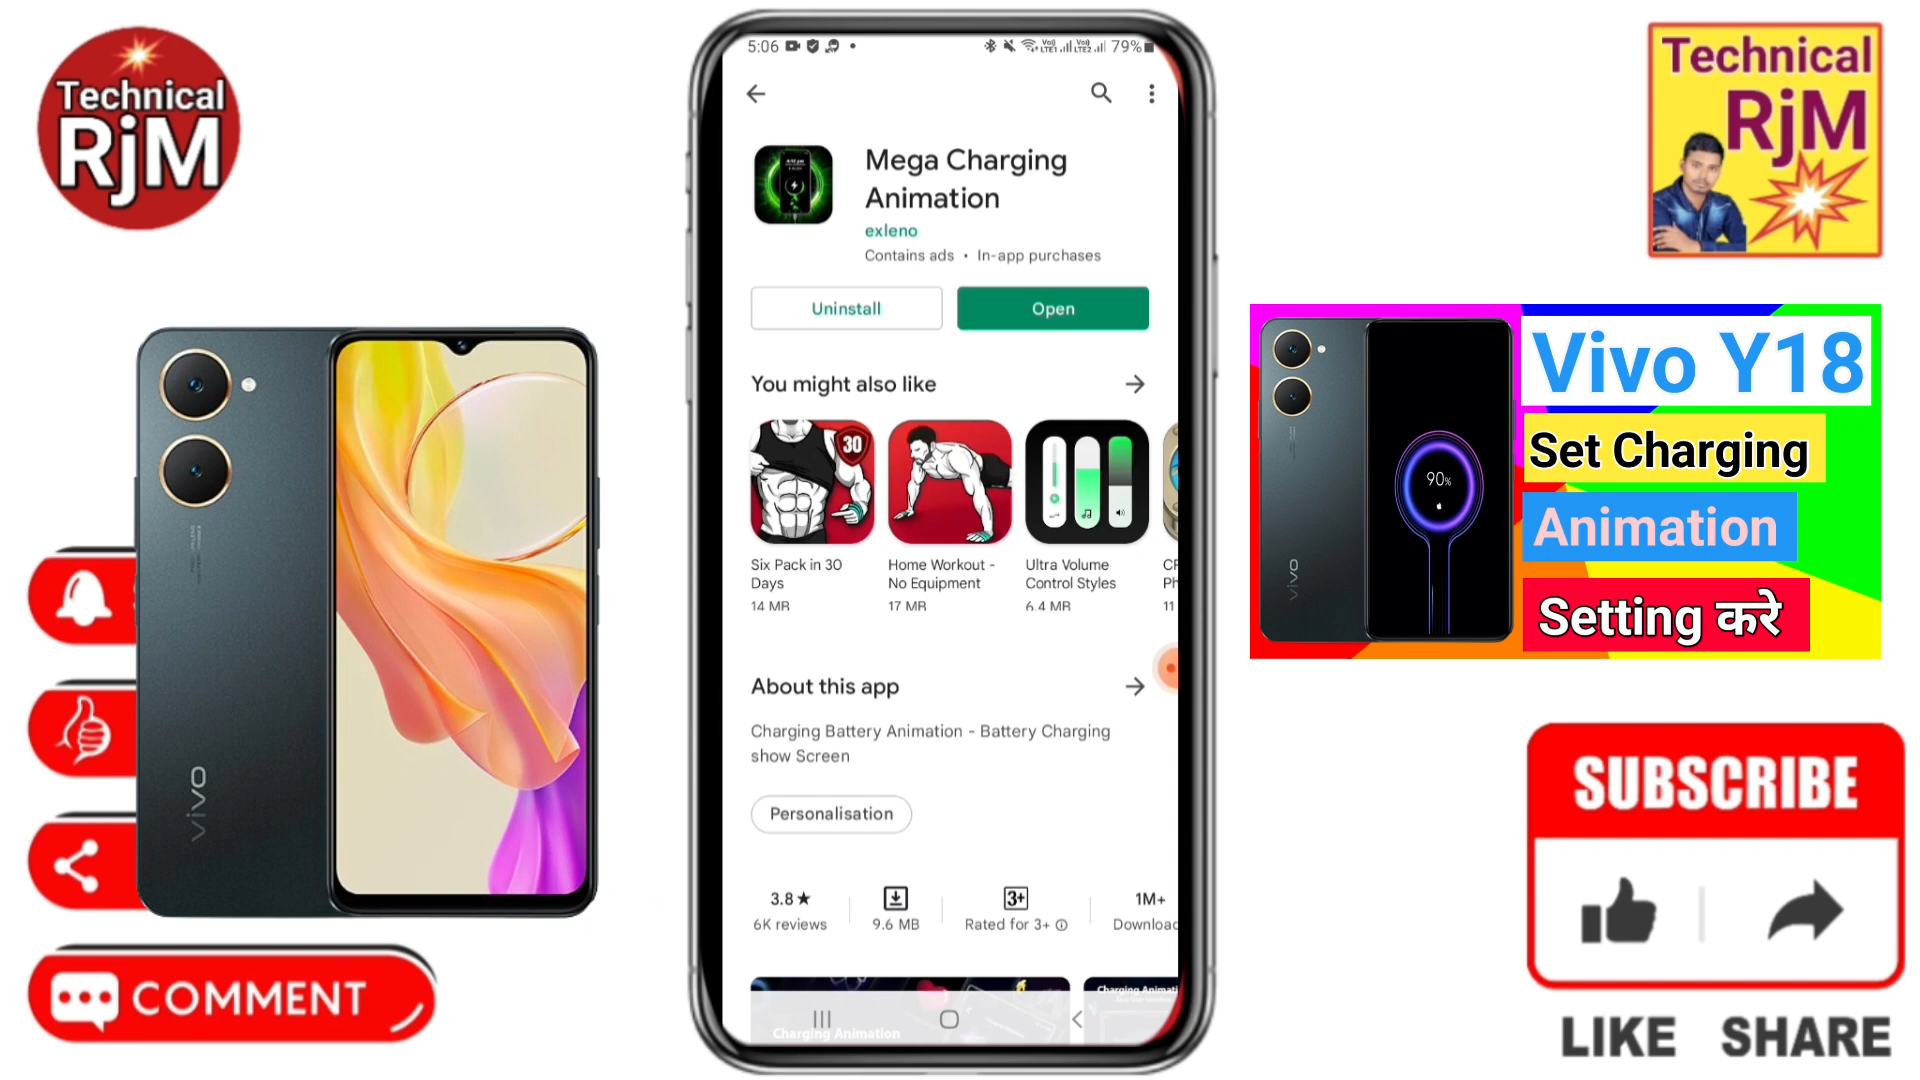 Technical
RjM
vivo
COMMENT
5:06
79%
Mega Charging
Animation
exleno
Contains ads • In-app purchases
Uninstall
Open
You might also like
30
Six Pack in 30
Days
14 MB
Home Workout -
No Equipment
17 MB
Ultra Volume
Control Styles
6.4 MB
About this app
Charging Battery Animation - Battery Charging
show Screen
Personalisation
3.8★
6K reviews
9.6 MB
3+
Rated for 3+
1M+
Charging Animation
Technical
RjM
90%
vivo
Vivo Y18
Set Charging
Animation
Setting करे
SUBSCRIBE
LIKE SHARE